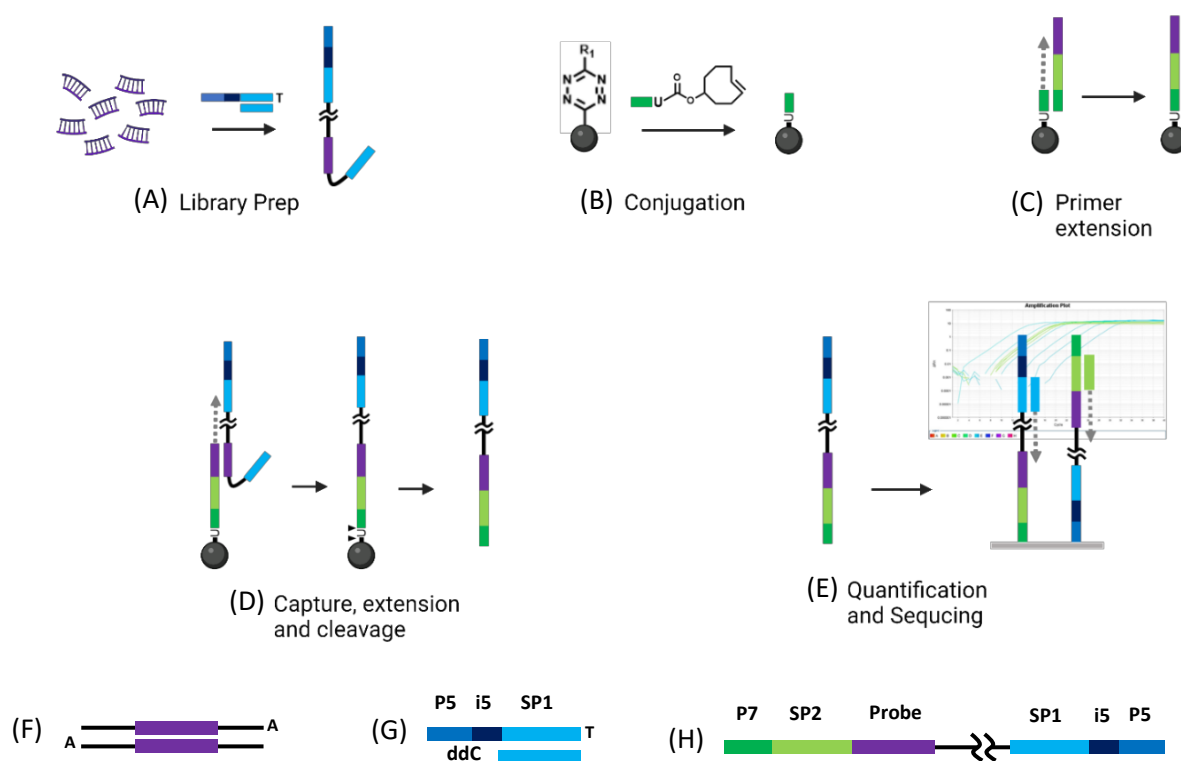 T
(A) Library Prep
R1
N N
N N
U
O
O
U
(B) Conjugation
U
U
(C) Primer
extension
U
U
(D) Capture, extension
and cleavage
Amplification Plot
(E) Quantification
and Sequcing
(F)
A
A
(G)
P5 i5 SP1
T
ddC
(H)
P7 SP2 Probe SP1 i5 P5